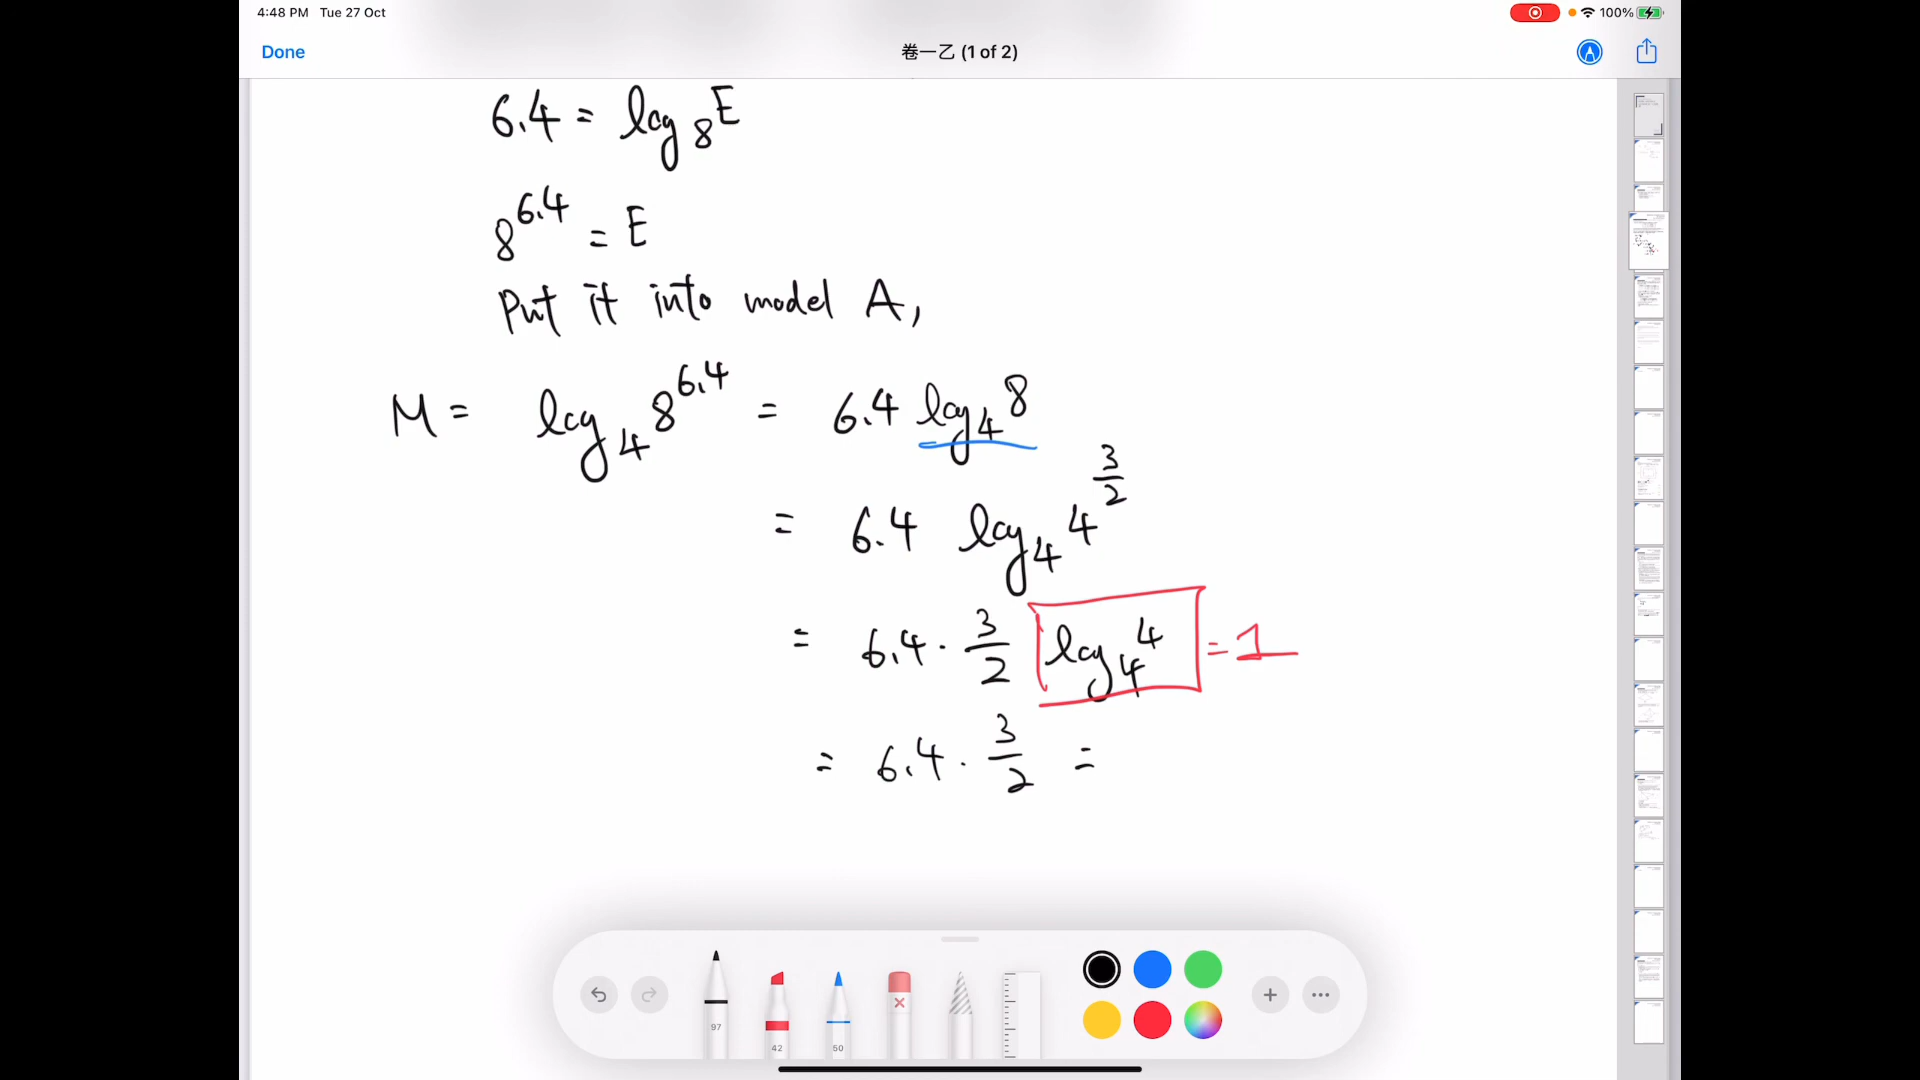 4:48 PM Tue 27 Oct 100%
Done 卷一乙 (1 of 2)
6.4 = log₈E
8^6.4 = E
Put it into model A,
M = log₄8^6.4 = 6.4 log₄8
= 6.4 log₄4^(3/2)
= 6.4 · 3/2 log₄4 = 1
= 6.4 · 3/2 =
97
42
50